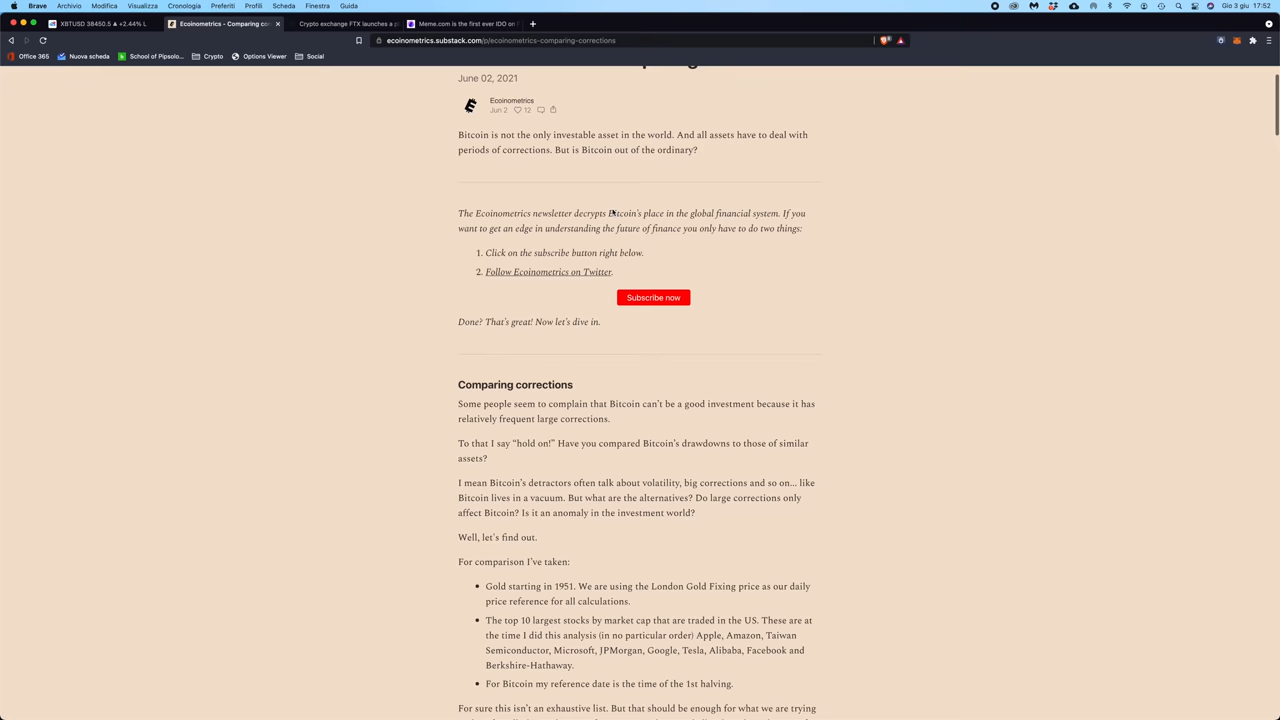 Brave Archivio Modifica Visualizza Cronologia Preferiti Profili Scheda Finestra Guida Gio 3 giu 17:52
XBTUSD 38450.5 ▲ +2.44% L Ecoinometrics - Comparing cor Crypto exchange FTX launches a p Meme.com is the first ever IDO on
ecoinometrics.substack.com/p/ecoinometrics-comparing-corrections
Office 365 Nuova scheda School of Pipsolo... Crypto Options Viewer Social
June 02, 2021
Ecoinometrics
Jun 2 12
Bitcoin is not the only investable asset in the world. And all assets have to deal with
periods of corrections. But is Bitcoin out of the ordinary?
The Ecoinometrics newsletter decrypts Bitcoin's place in the global financial system. If you
want to get an edge in understanding the future of finance you only have to do two things:
1. Click on the subscribe button right below.
2. Follow Ecoinometrics on Twitter.
Subscribe now
Done? That's great! Now let's dive in.
Comparing corrections
Some people seem to complain that Bitcoin can't be a good investment because it has
relatively frequent large corrections.
To that I say “hold on!” Have you compared Bitcoin's drawdowns to those of similar
assets?
I mean Bitcoin's detractors often talk about volatility, big corrections and so on... like
Bitcoin lives in a vacuum. But what are the alternatives? Do large corrections only
affect Bitcoin? Is it an anomaly in the investment world?
Well, let's find out.
For comparison I've taken:
• Gold starting in 1951. We are using the London Gold Fixing price as our daily
price reference for all calculations.
• The top 10 largest stocks by market cap that are traded in the US. These are at
the time I did this analysis (in no particular order) Apple, Amazon, Taiwan
Semiconductor, Microsoft, JPMorgan, Google, Tesla, Alibaba, Facebook and
Berkshire-Hathaway.
• For Bitcoin my reference date is the time of the 1st halving.
For sure this isn't an exhaustive list. But that should be enough for what we are trying